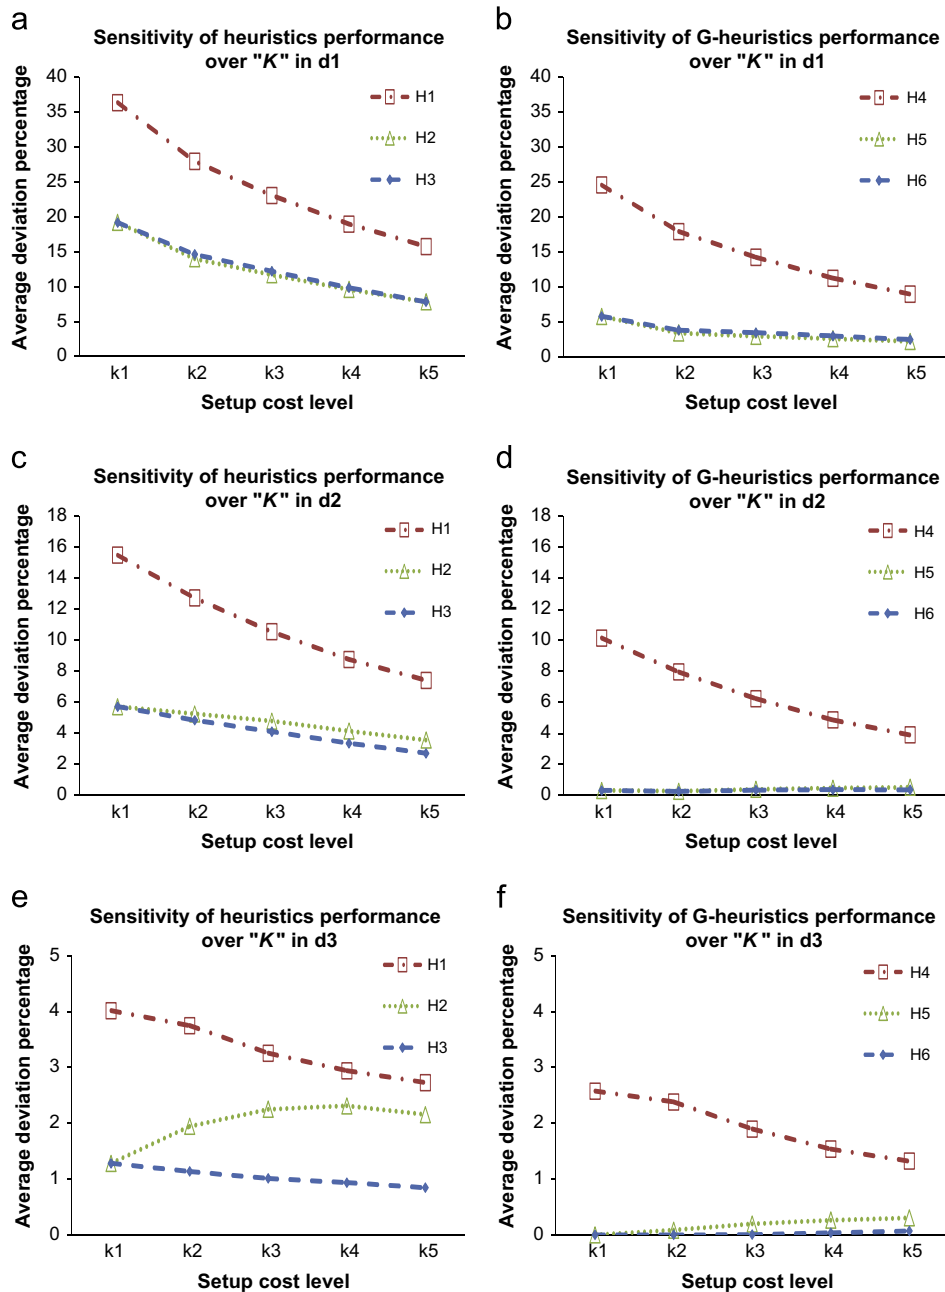 a
Sensitivity of heuristics performance
over "K" in d1
Average deviation percentage
40
35
30
25
20
15
10
5
0
H1
H2
H3
k1 k2 k3 k4 k5
Setup cost level
b
Sensitivity of G-heuristics performance
over "K" in d1
Average deviation percentage
40
35
30
25
20
15
10
5
0
H4
H5
H6
k1 k2 k3 k4 k5
Setup cost level
c
Sensitivity of heuristics performance
over "K" in d2
Average deviation percentage
18
16
14
12
10
8
6
4
2
0
H1
H2
H3
k1 k2 k3 k4 k5
Setup cost level
d
Sensitivity of G-heuristics performance
over "K" in d2
Average deviation percentage
18
16
14
12
10
8
6
4
2
0
H4
H5
H6
k1 k2 k3 k4 k5
Setup cost level
e
Sensitivity of heuristics performance
over "K" in d3
Average deviation percentage
5
4
3
2
1
0
H1
H2
H3
k1 k2 k3 k4 k5
Setup cost level
f
Sensitivity of G-heuristics performance
over "K" in d3
Average deviation percentage
5
4
3
2
1
0
H4
H5
H6
k1 k2 k3 k4 k5
Setup cost level